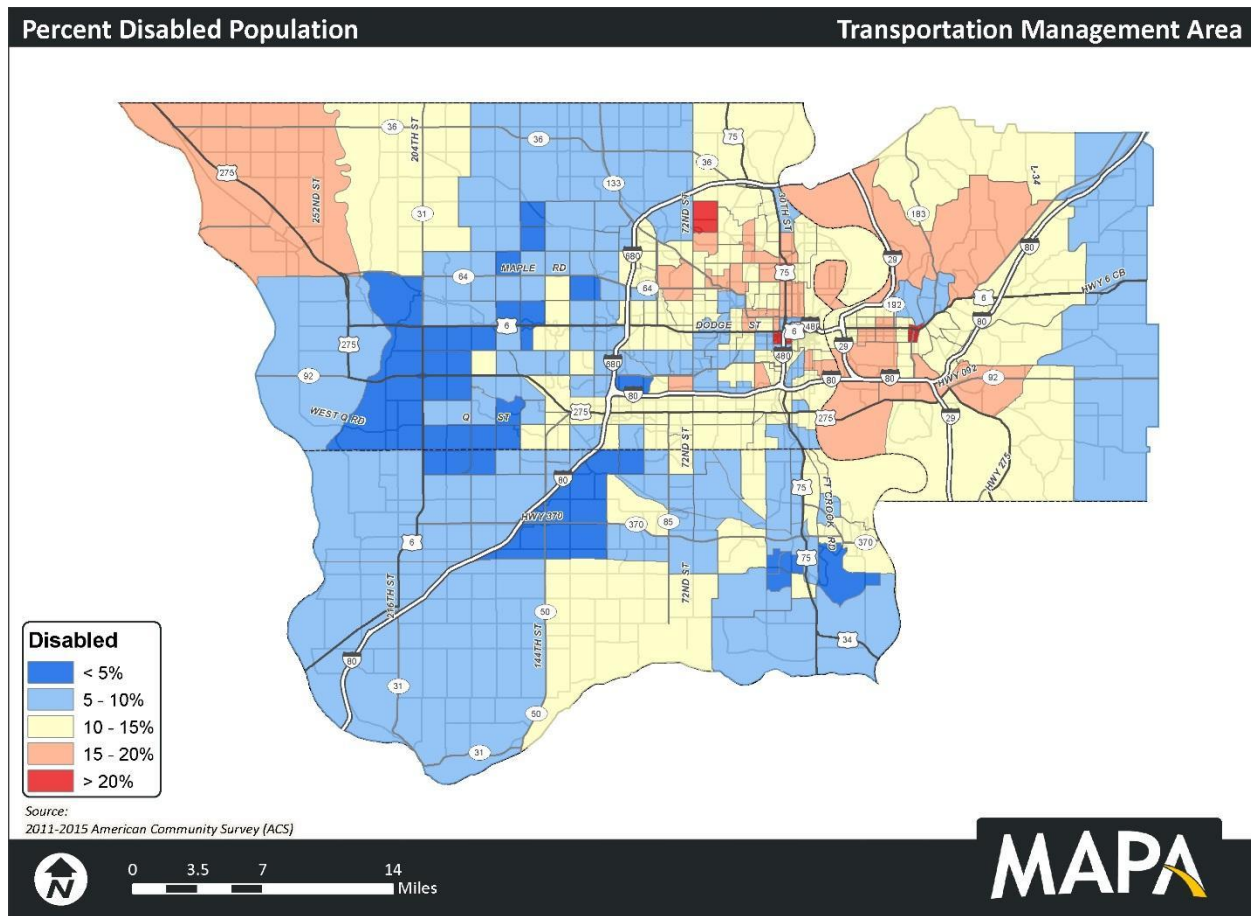 Percent Disabled Population
Transportation Management Area
36
204TH ST
36
75
275
36
252ND ST
133
72ND ST
30TH ST
L-34
31
183
80
680
29
64
MAPLE RD
64
75
192
6
HWY 6 CB
6
DODGE ST
6
480
80
275
680
480
29
92
80
80
80
HWY 092
92
WEST Q RD
Q ST
275
80
72ND ST
275
29
80
75
FT CROOK RD
HWY 275
HWY 370
370
85
6
370
75
216TH ST
72ND ST
50
144TH ST
34
80
31
50
31
Disabled
< 5%
5 - 10%
10 - 15%
15 - 20%
> 20%
Source:
2011-2015 American Community Survey (ACS)
N
0 3.5 7 14
Miles
MAPA